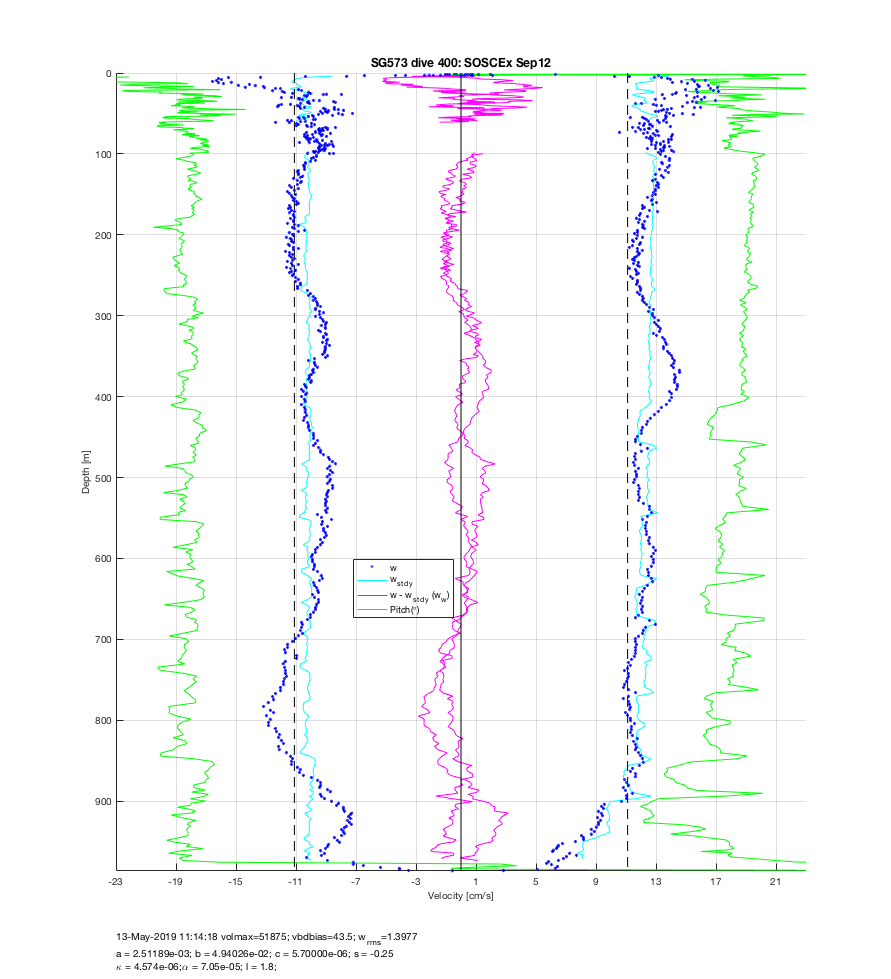 SG573 dive 400: SOSCEx Sep12
0
100
200
300
400
500
600
700
800
900
Depth [m]
w
w_stdy
w - w_stdy (w_w)
Pitch(°)
-23 -19 -15 -11 -7 -3 1 5 9 13 17 21
Velocity [cm/s]
13-May-2019 11:14:18 volmax=51875; vbdbias=43.5; w_rms=1.3977
a = 2.51189e-03; b = 4.94026e-02; c = 5.70000e-06; s = -0.25
κ = 4.574e-06;α = 7.05e-05; l = 1.8;